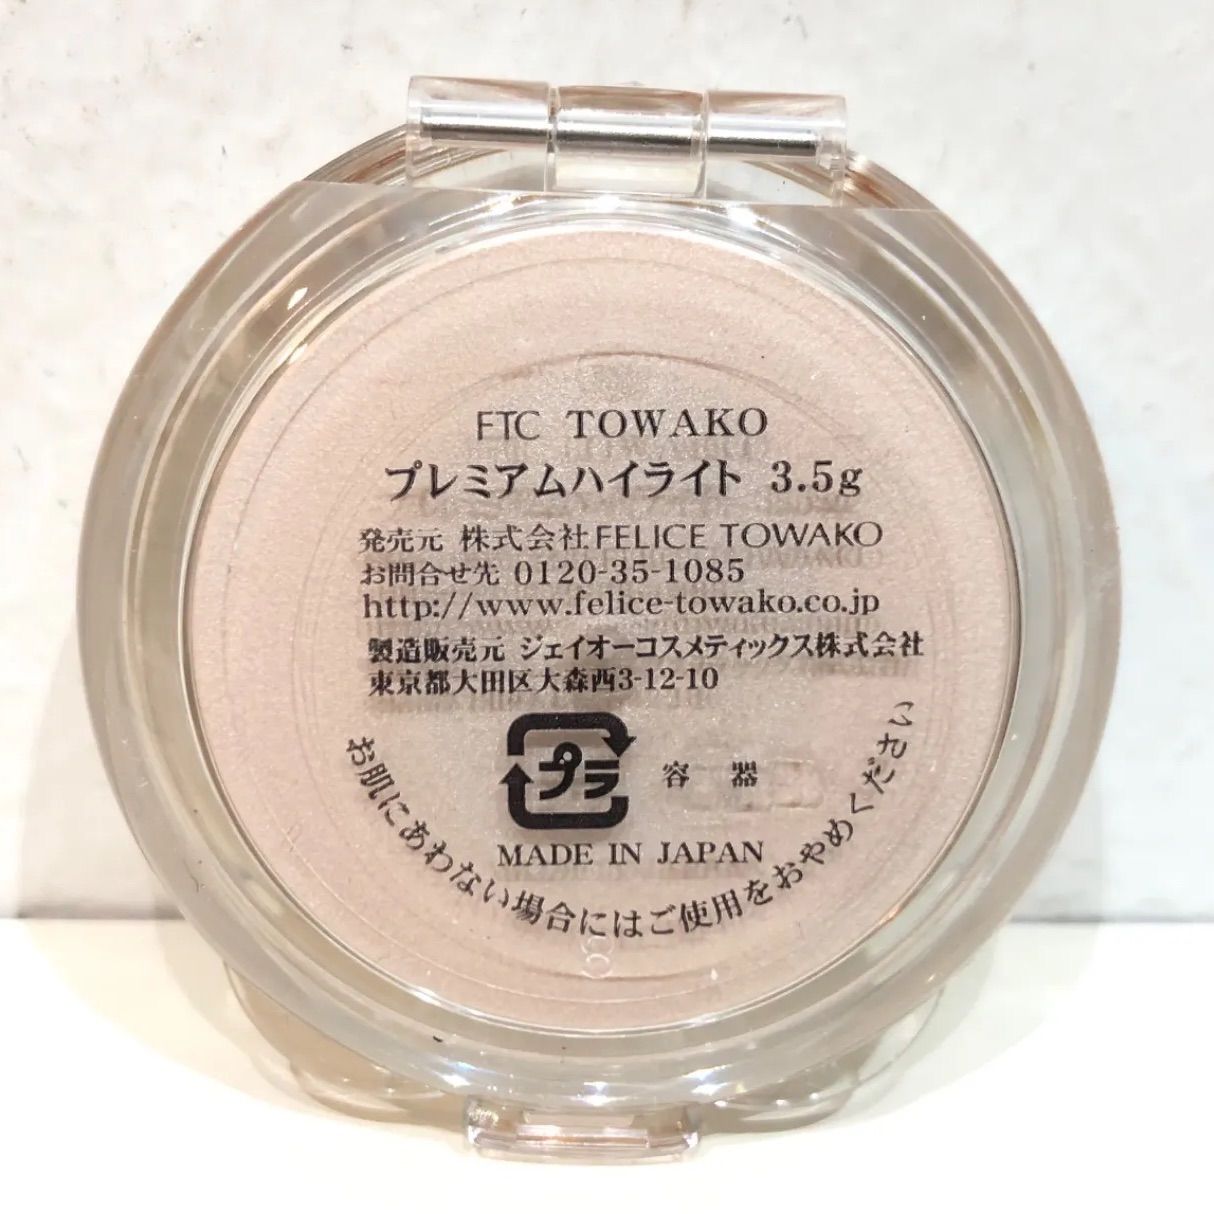 FTC TOWAKO
プレミアムハイライト 3.5g
発売元 株式会社FELICE TOWAKO
お問合せ先 0120-35-1085
http://www.felice-towako.co.jp
製造販売元 ジェイオーコスメティックス株式会社
東京都大田区大森西3-12-10
プラ 容器
MADE IN JAPAN
お肌にあわない場合にはご使用をおやめください